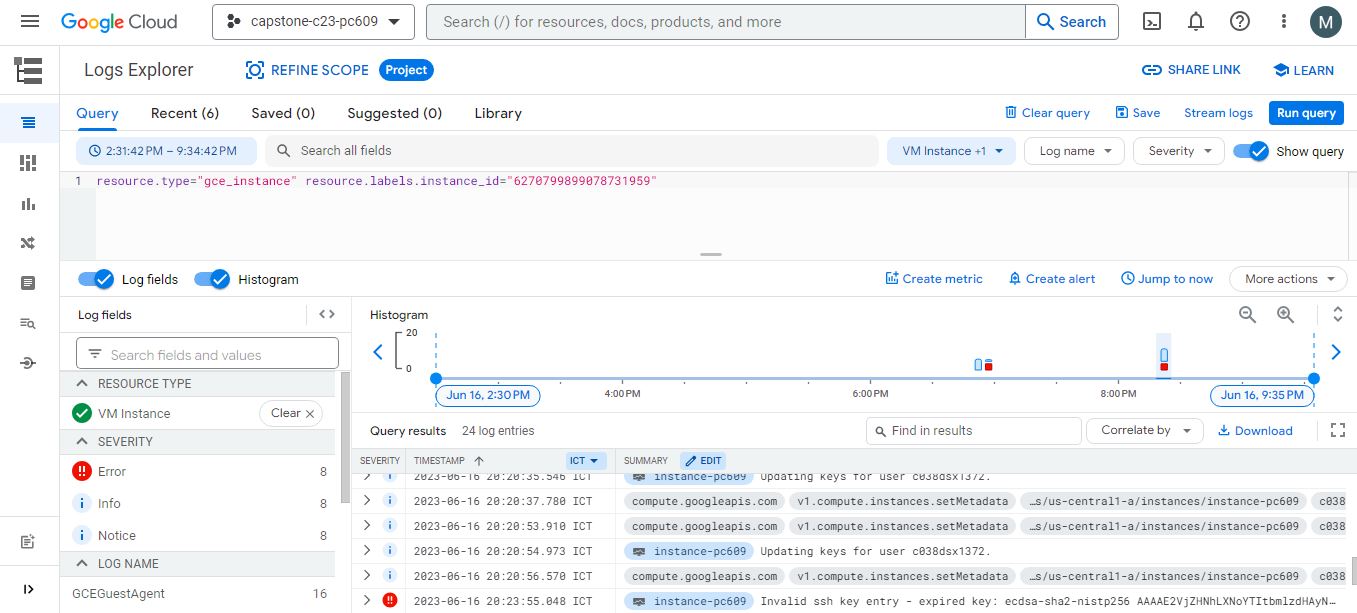 Google Cloud
capstone-c23-pc609
Search (/) for resources, docs, products, and more
Search
M
Logs Explorer
REFINE SCOPE
Project
SHARE LINK
LEARN
Query
Recent (6)
Saved (0)
Suggested (0)
Library
Clear query
Save
Stream logs
Run query
2:31:42 PM – 9:34:42 PM
Search all fields
VM Instance +1
Log name
Severity
Show query
1 resource.type="gce_instance" resource.labels.instance_id="6270799899078731959"
Log fields
Histogram
Create metric
Create alert
Jump to now
More actions
Log fields
Search fields and values
RESOURCE TYPE
VM Instance
Clear
SEVERITY
Error 8
Info 8
Notice 8
LOG NAME
GCEGuestAgent 16
Histogram
20
0
Jun 16, 2:30 PM
4:00 PM
6:00 PM
8:00 PM
Jun 16, 9:35 PM
Query results 24 log entries
Find in results
Correlate by
Download
SEVERITY TIMESTAMP ICT SUMMARY EDIT
2023-06-16 20:20:35.546 ICT instance-pc609 Updating keys for user c038dsx1372.
2023-06-16 20:20:37.780 ICT compute.googleapis.com v1.compute.instances.setMetadata …s/us-central1-a/instances/instance-pc609 c038
2023-06-16 20:20:53.910 ICT compute.googleapis.com v1.compute.instances.setMetadata …s/us-central1-a/instances/instance-pc609 c038
2023-06-16 20:20:54.973 ICT instance-pc609 Updating keys for user c038dsx1372.
2023-06-16 20:20:56.570 ICT compute.googleapis.com v1.compute.instances.setMetadata …s/us-central1-a/instances/instance-pc609 c038
2023-06-16 20:23:55.048 ICT instance-pc609 Invalid ssh key entry - expired key: ecdsa-sha2-nistp256 AAAAE2VjZHNhLXNoYTItbmlzdHAyN…